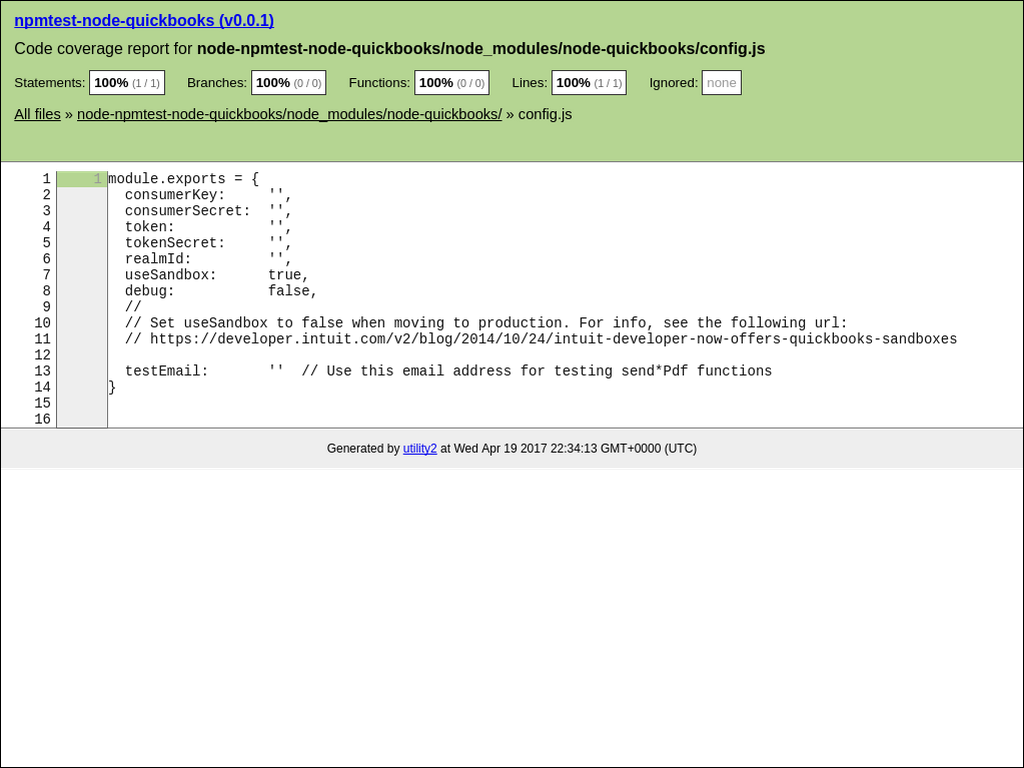 npmtest-node-quickbooks (v0.0.1)
Code coverage report for node-npmtest-node-quickbooks/node_modules/node-quickbooks/config.js
Statements: 100% (1 / 1) Branches: 100% (0 / 0) Functions: 100% (0 / 0) Lines: 100% (1 / 1) Ignored: none
All files » node-npmtest-node-quickbooks/node_modules/node-quickbooks/ » config.js
1 1 module.exports = {
2   consumerKey:     '',
3   consumerSecret:  '',
4   token:           '',
5   tokenSecret:     '',
6   realmId:         '',
7   useSandbox:      true,
8   debug:           false,
9   //
10   // Set useSandbox to false when moving to production. For info, see the following url:
11   // https://developer.intuit.com/v2/blog/2014/10/24/intuit-developer-now-offers-quickbooks-sandboxes
12
13   testEmail:       ''  // Use this email address for testing send*Pdf functions
14 }
15
16
Generated by utility2 at Wed Apr 19 2017 22:34:13 GMT+0000 (UTC)